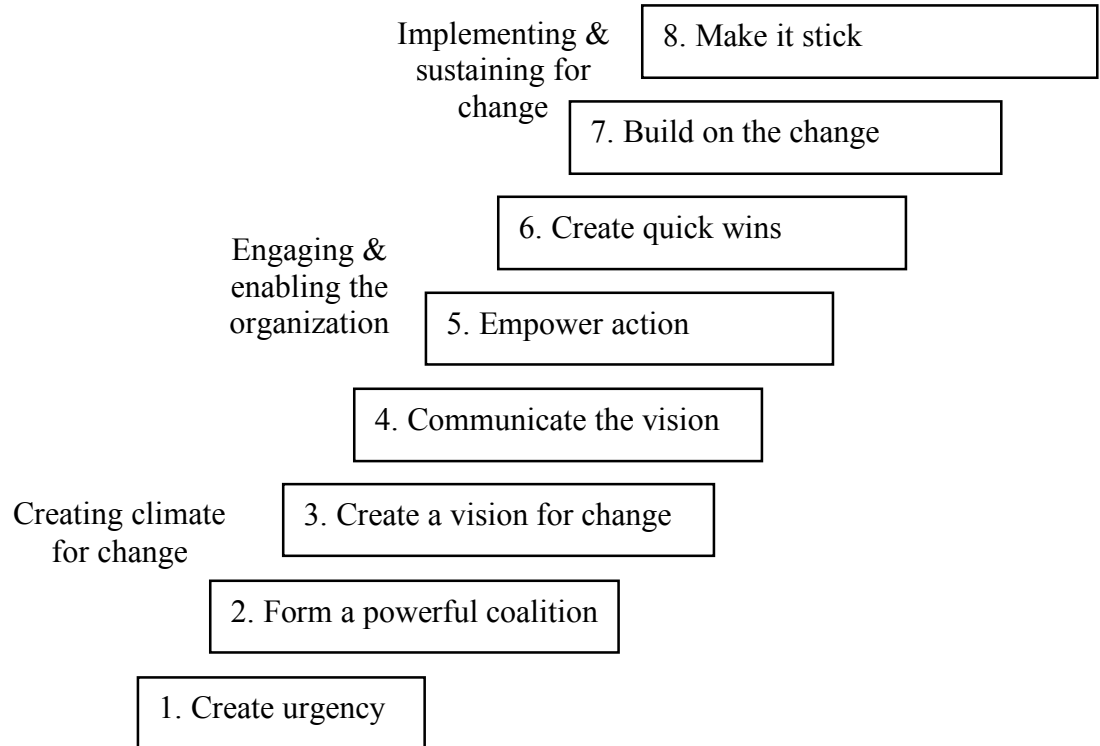 Implementing &
sustaining for
change
8. Make it stick
7. Build on the change
6. Create quick wins
Engaging &
enabling the
organization
5. Empower action
4. Communicate the vision
Creating climate
for change
3. Create a vision for change
2. Form a powerful coalition
1. Create urgency